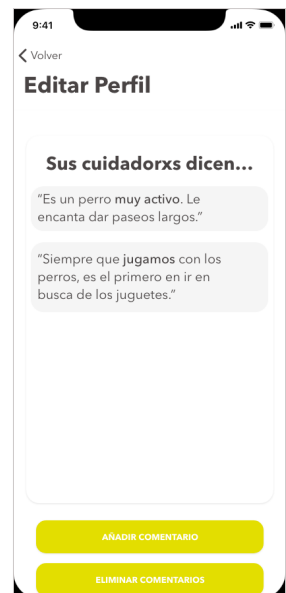 9:41
Volver
Editar Perfil
Sus cuidadorxs dicen...
“Es un perro muy activo. Le
encanta dar paseos largos.”
“Siempre que jugamos con los
perros, es el primero en ir en
busca de los juguetes.”
AÑADIR COMENTARIO
ELIMINAR COMENTARIOS